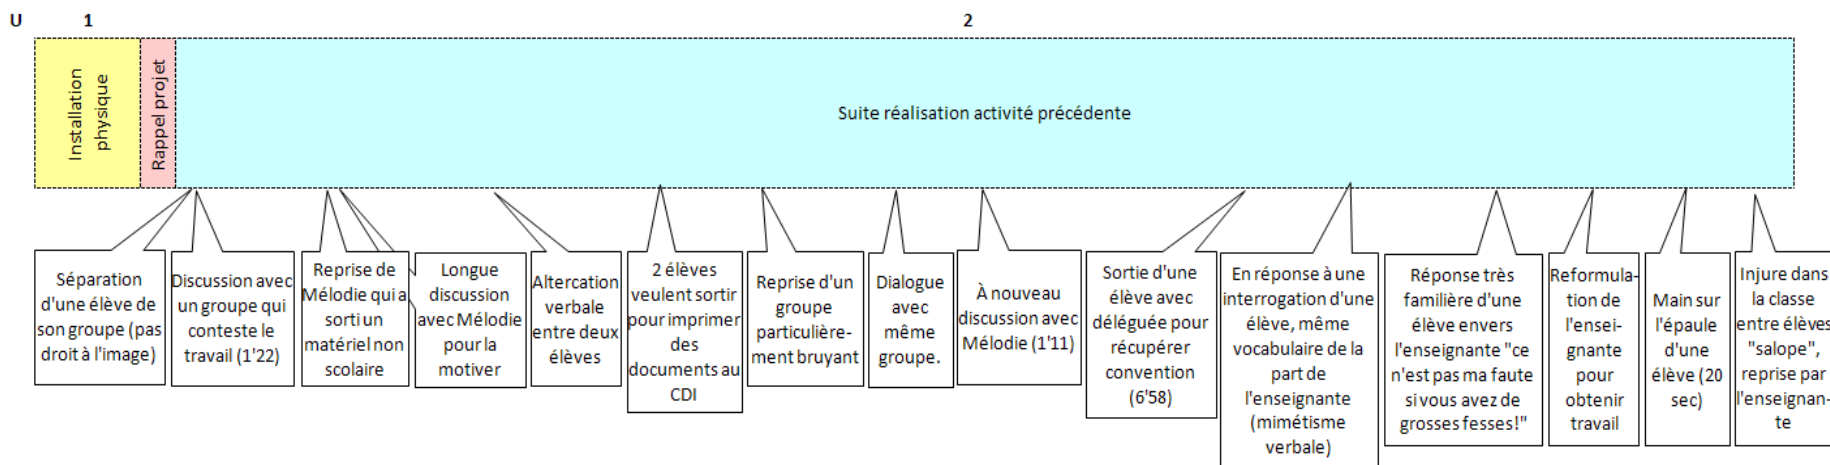 U
1
2
Installation
physique
Rappel projet
Suite réalisation activité précédente
Séparation
d'une élève de
son groupe (pas
droit à l'image)
Discussion avec
un groupe qui
conteste le
travail (1'22)
Reprise de
Mélodie qui a
sorti un
matériel non
scolaire
Longue
discussion
avec Mélodie
pour la
motiver
Altercation
verbale
entre deux
élèves
2 élèves
veulent sortir
pour imprimer
des
documents au
CDI
Reprise d'un
groupe
particulière-
ment bruyant
Dialogue
avec
même
groupe.
À nouveau
discussion avec
Mélodie (1'11)
Sortie d'une
élève avec
déléguée pour
récupérer
convention
(6'58)
En réponse à une
interrogation d'une
élève, même
vocabulaire de la
part de
l'enseignante
(mimétisme
verbale)
Réponse très
familière d'une
élève envers
l'enseignante "ce
n'est pas ma faute
si vous avez de
grosses fesses!"
Reformula-
tion de
l'ensei-
gnante
pour
obtenir
travail
Main sur
l'épaule
d'une
élève (20
sec)
Injure dans
la classe
entre élèves
"salope",
reprise par
l'enseignan-
te